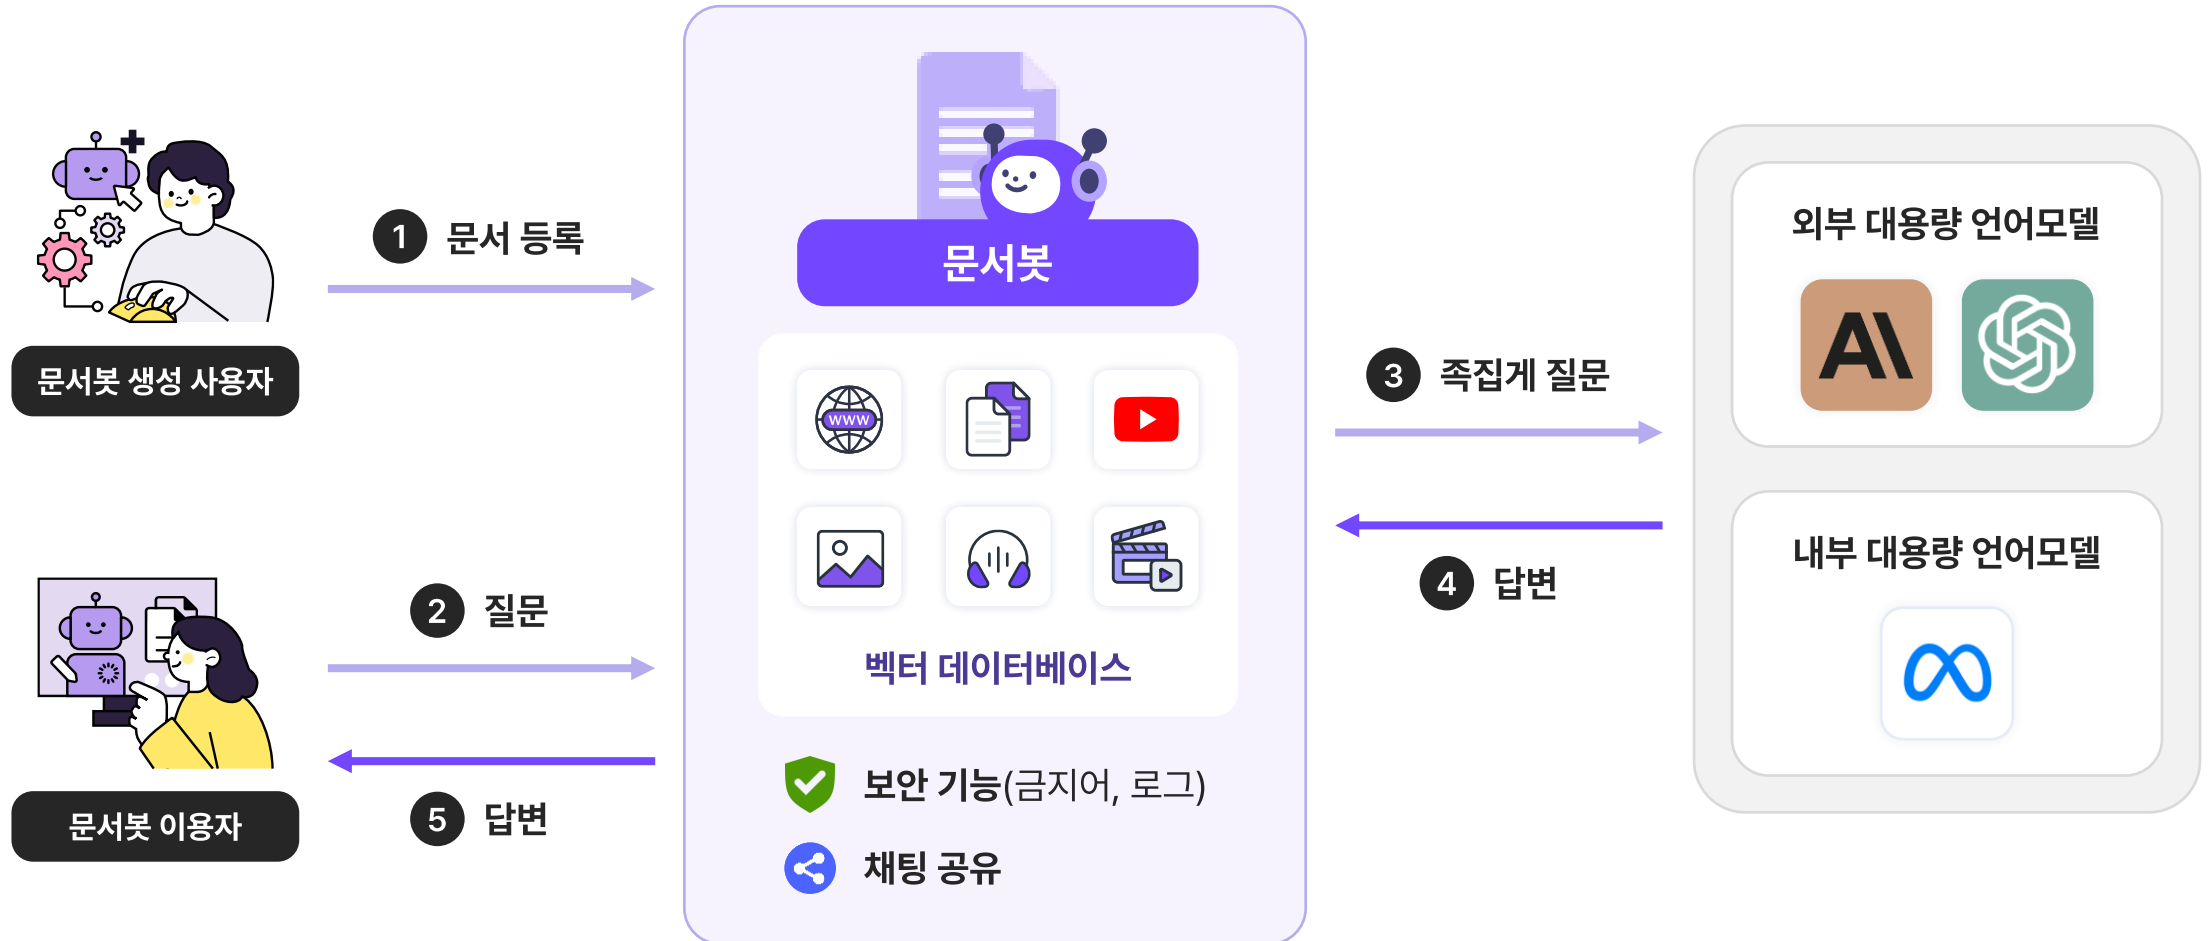 1 문서 등록
문서봇 생성 사용자
2 질문
5 답변
문서봇 이용자
문서봇
WWW
벡터 데이터베이스
보안 기능(금지어, 로그)
채팅 공유
3 족집게 질문
4 답변
외부 대용량 언어모델
AI
내부 대용량 언어모델